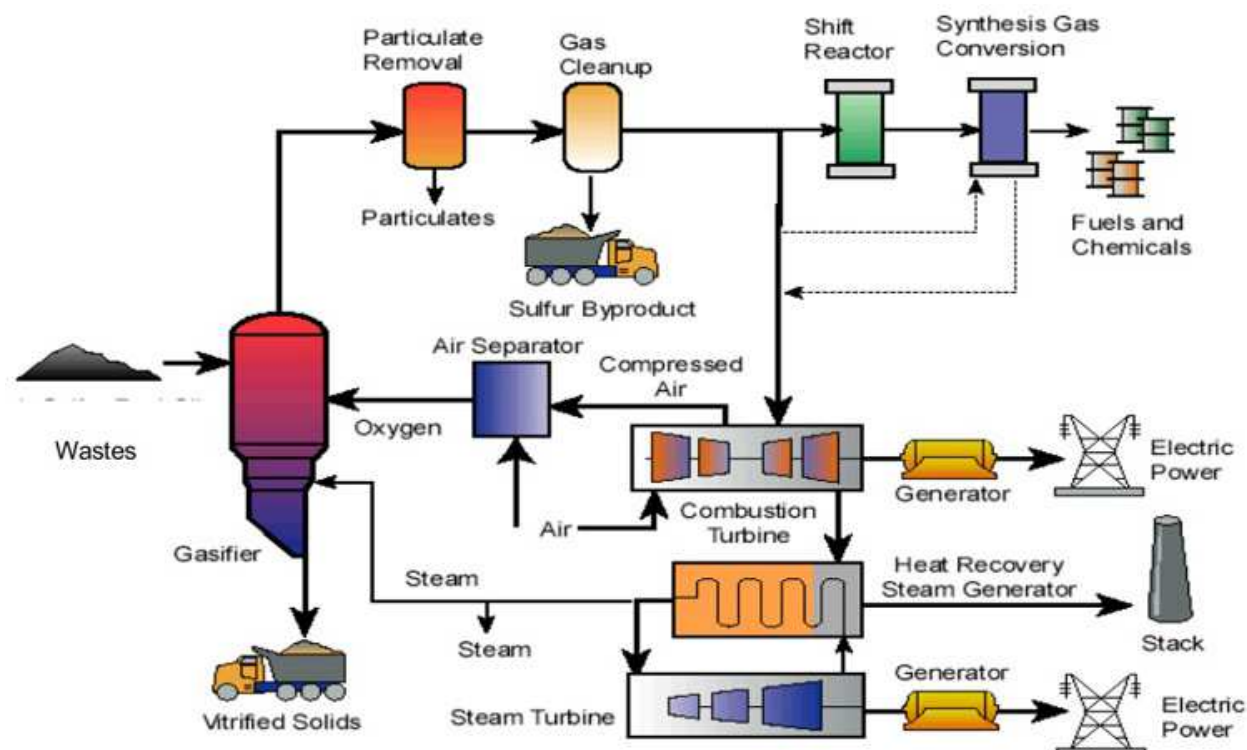 Particulate
Removal
Gas
Cleanup
Shift
Reactor
Synthesis Gas
Conversion
Particulates
Fuels and
Chemicals
Sulfur Byproduct
Air Separator
Compressed
Air
Oxygen
Wastes
Electric
Power
Generator
Combustion
Turbine
Air
Gasifier
Heat Recovery
Steam Generator
Steam
Steam
Stack
Generator
Vitrified Solids
Steam Turbine
Electric
Power